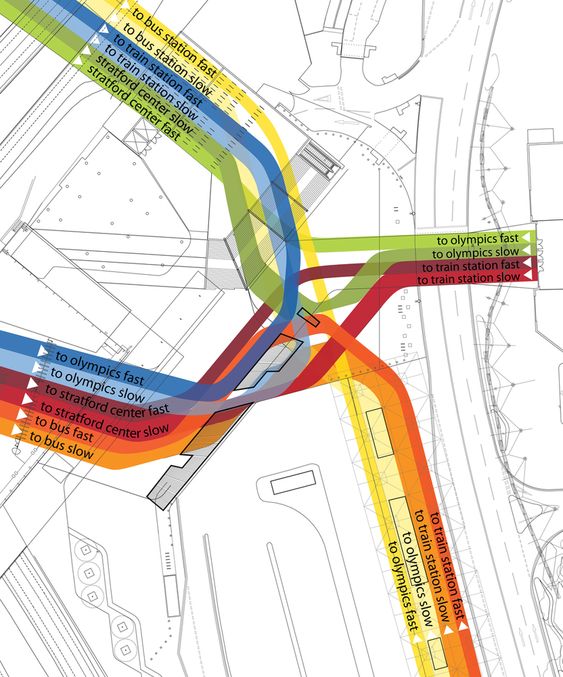 to bus station fast
to bus station slow
to train station fast
to train station slow
stratford center slow
stratford center fast
to olympics fast
to olympics slow
to train station fast
to train station slow
to olympics fast
to olympics slow
to stratford center fast
to stratford center slow
to bus fast
to bus slow
to olympics fast
to olympics slow
to train station slow
to train station fast